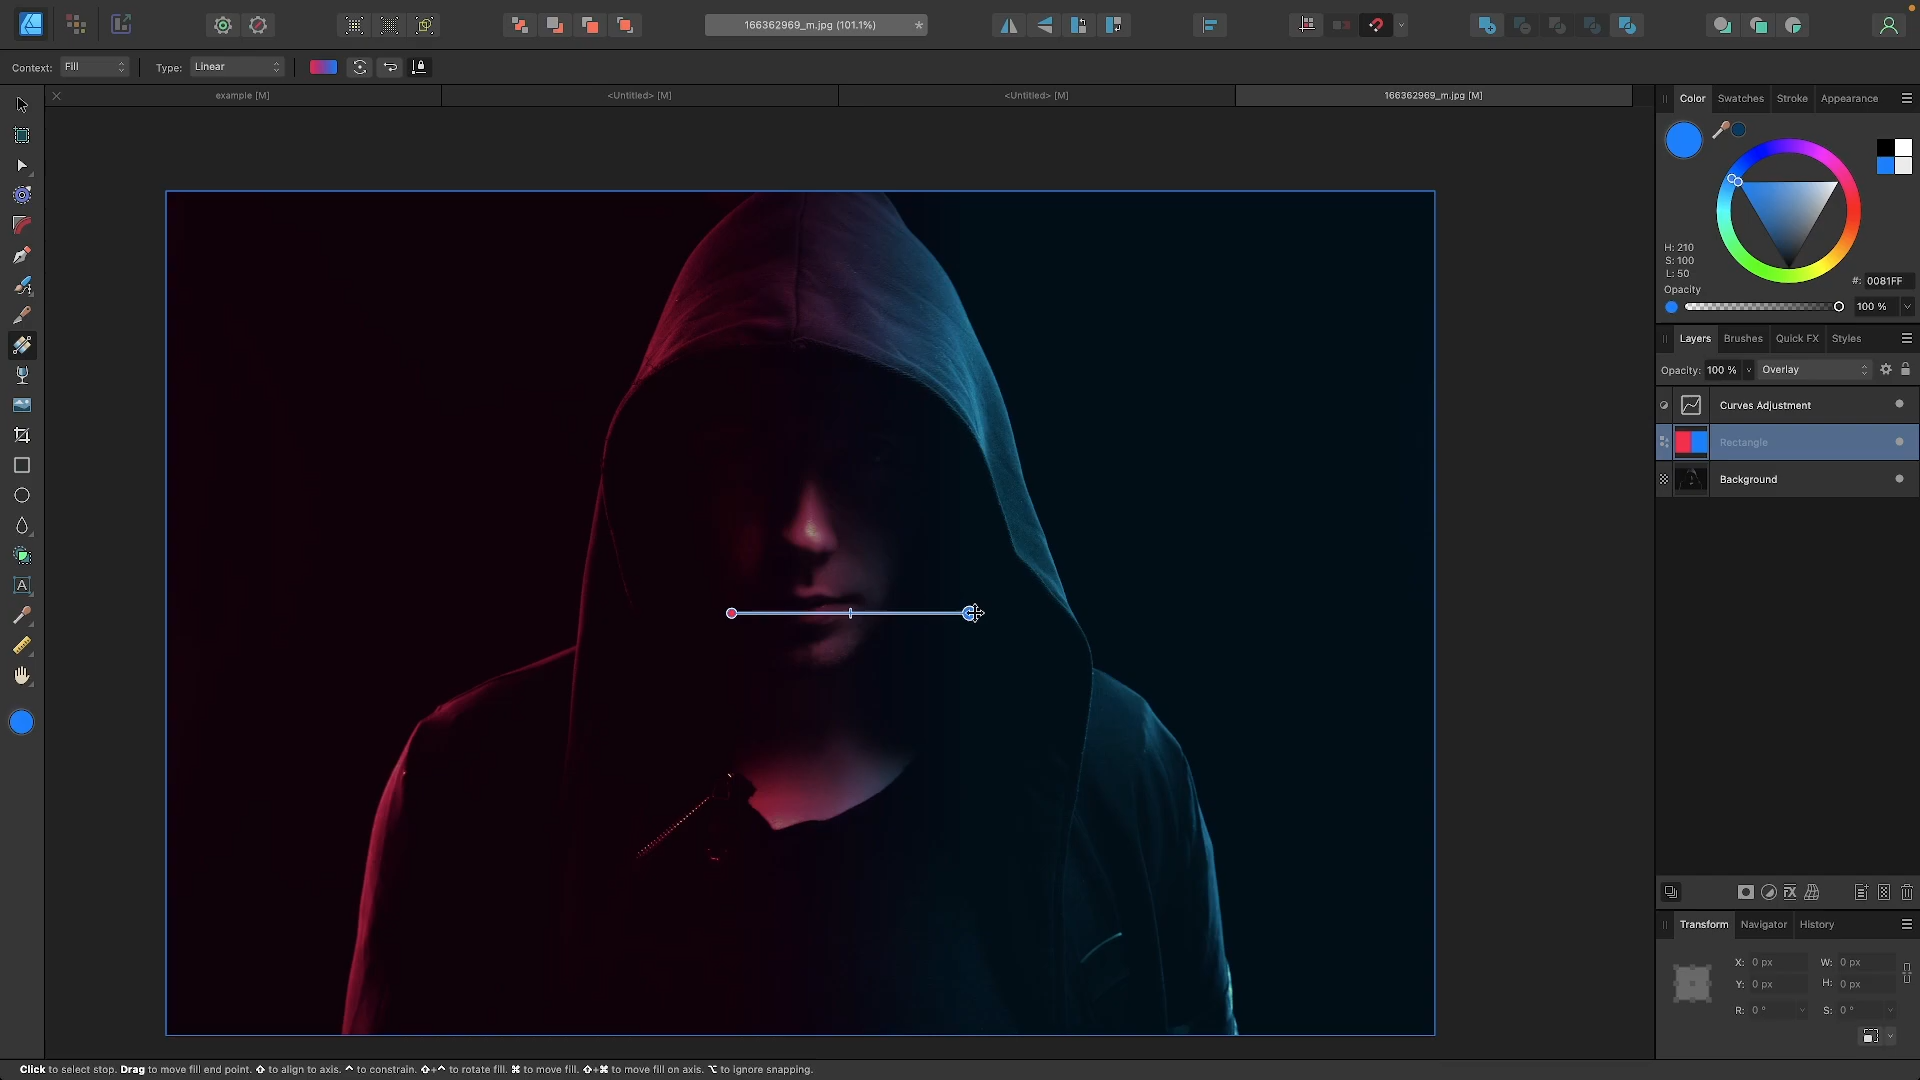 166362969_m.jpg (101.1%)
*
Context: Fill
Type: Linear
example [M]
<Untitled> [M]
<Untitled> [M]
166362969_m.jpg [M]
Color
Swatches
Stroke
Appearance
H: 210
S: 100
L: 50
#: 0081FF
Opacity
100 %
Layers
Brushes
Quick FX
Styles
Opacity: 100 %
Overlay
Curves Adjustment
Rectangle
Background
Transform
Navigator
History
X: 0 px
W: 0 px
Y: 0 px
H: 0 px
R: 0 °
S: 0 °
Click to select stop. Drag to move fill end point. ⇧ to align to axis. ⌃ to constrain. ⇧+⌃ to rotate fill. ⌘ to move fill. ⇧+⌘ to move fill on axis. ⌥ to ignore snapping.